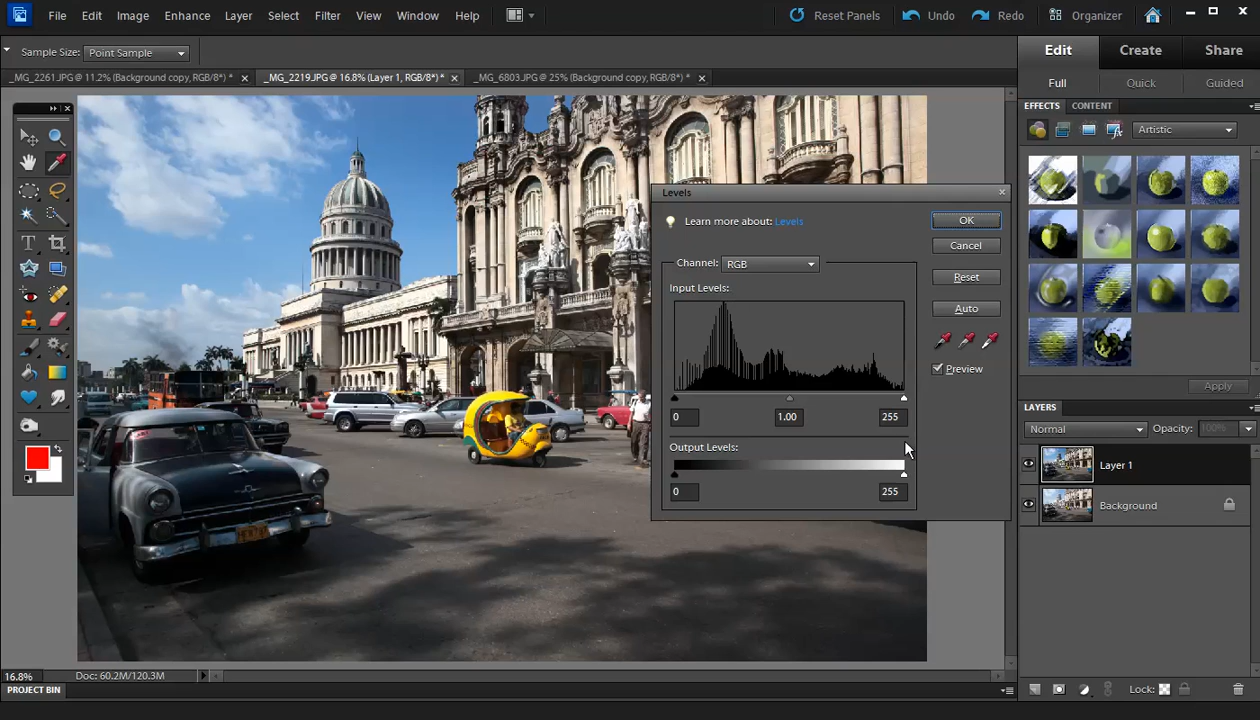 File Edit Image Enhance Layer Select Filter View Window Help Reset Panels Undo Redo Organizer
Sample Size: Point Sample
Edit Create Share
_MG_2261.JPG @ 11.2% (Background copy, RGB/8*) * _MG_2219.JPG @ 16.8% (Layer 1, RGB/8*) * _MG_6803.JPG @ 25% (Background copy, RGB/8*) *
Full Quick Guided
EFFECTS CONTENT
Artistic
Levels
Learn more about: Levels
OK
Cancel
Channel: RGB
Reset
Input Levels:
Auto
Preview
0 1.00 255
Output Levels:
0 255
Apply
LAYERS
Normal Opacity: 100%
Layer 1
Background
16.8% Doc: 60.2M/120.3M
Lock:
PROJECT BIN